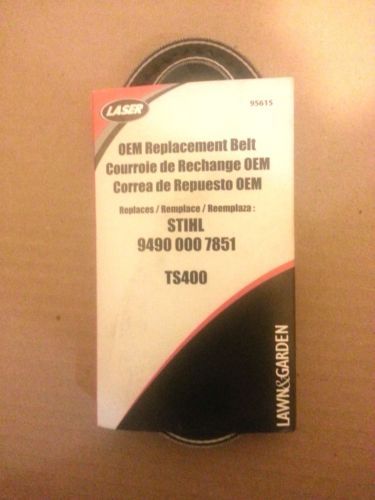 LASER
95615
OEM Replacement Belt
Courroie de Rechange OEM
Correa de Repuesto OEM
Replaces / Remplace / Reemplaza :
STIHL
9490 000 7851
TS400
LAWN&GARDEN